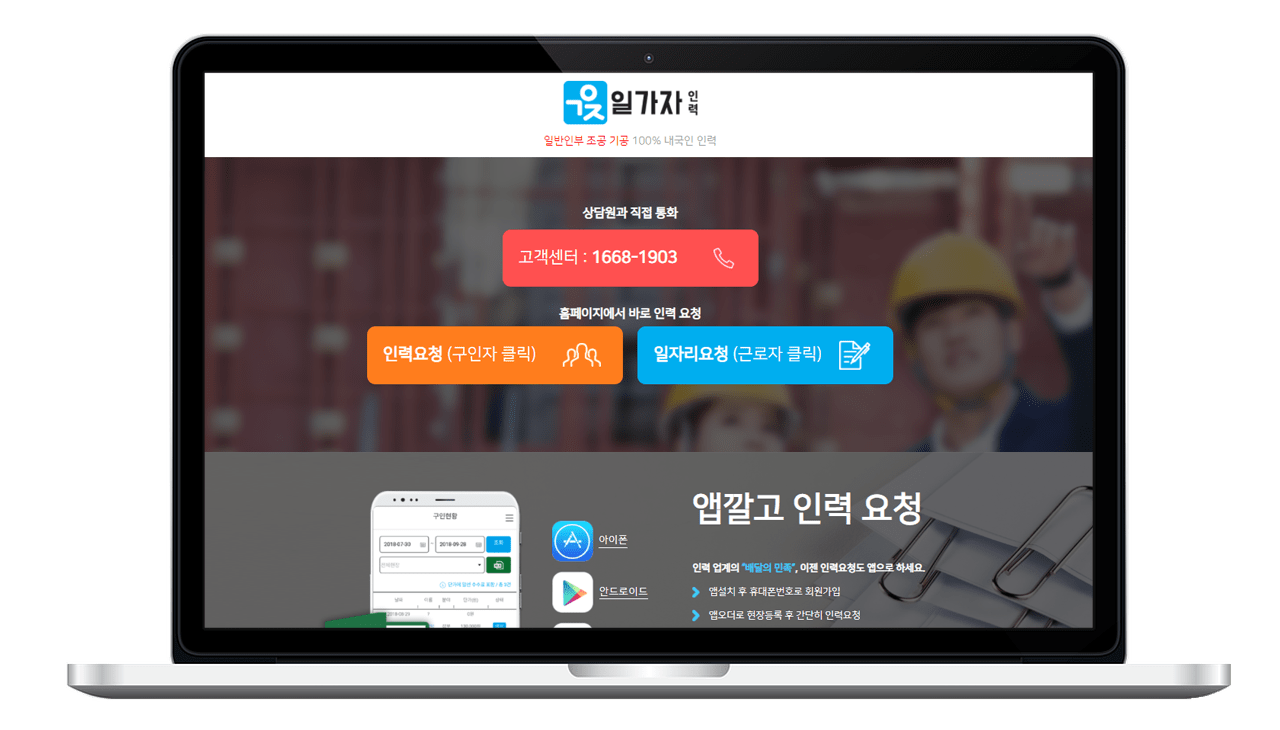 일가자 인력
일반인부 조공 기공 100% 내국인 인력
상담원과 직접 통화
고객센터 : 1668-1903
홈페이지에서 바로 인력 요청
인력요청 (구인자 클릭)
일자리요청 (근로자 클릭)
구인현황
2018-07-30 ~ 2018-09-28 조회
아이폰
안드로이드
앱깔고 인력 요청
인력 업계의 "배달의 민족", 이젠 인력요청도 앱으로 하세요.
앱설치 후 휴대폰번호로 회원가입
앱오더로 현장등록 후 간단히 인력요청